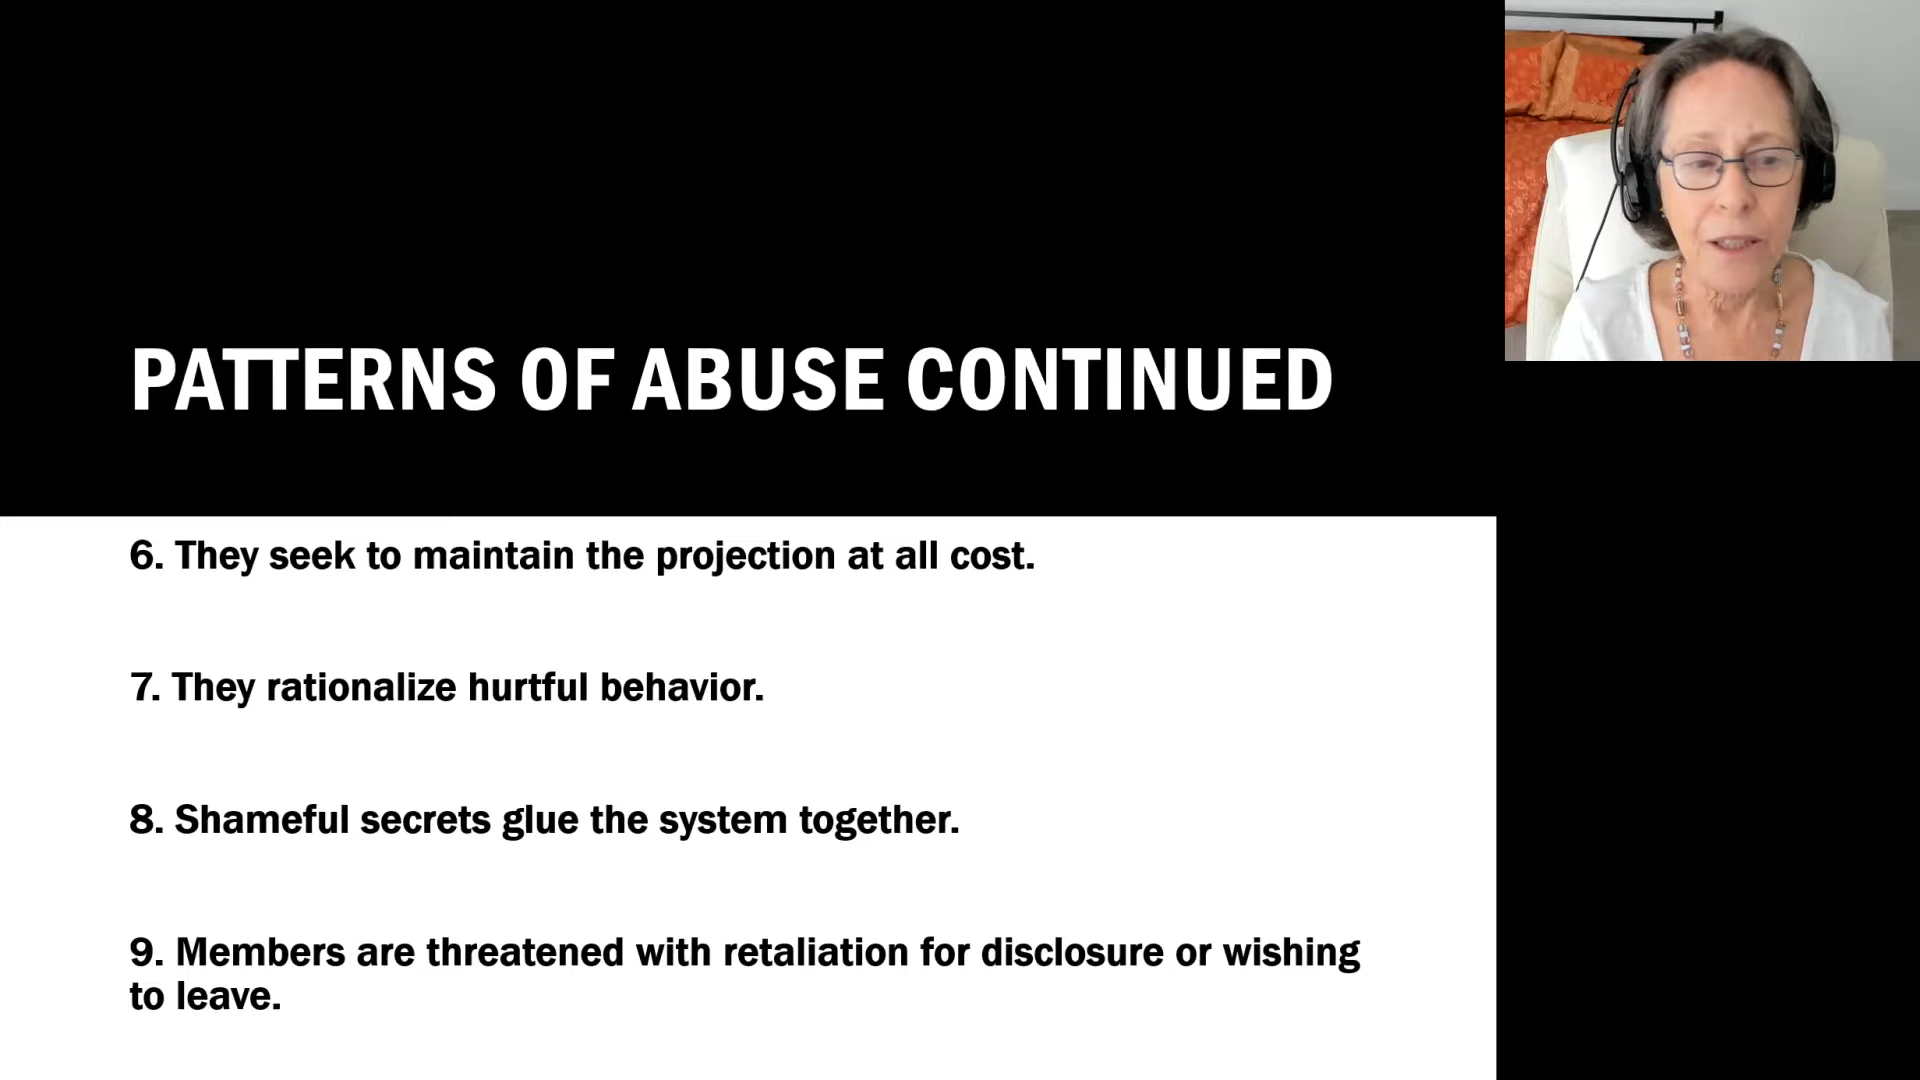 PATTERNS OF ABUSE CONTINUED
6. They seek to maintain the projection at all cost.
7. They rationalize hurtful behavior.
8. Shameful secrets glue the system together.
9. Members are threatened with retaliation for disclosure or wishing
to leave.